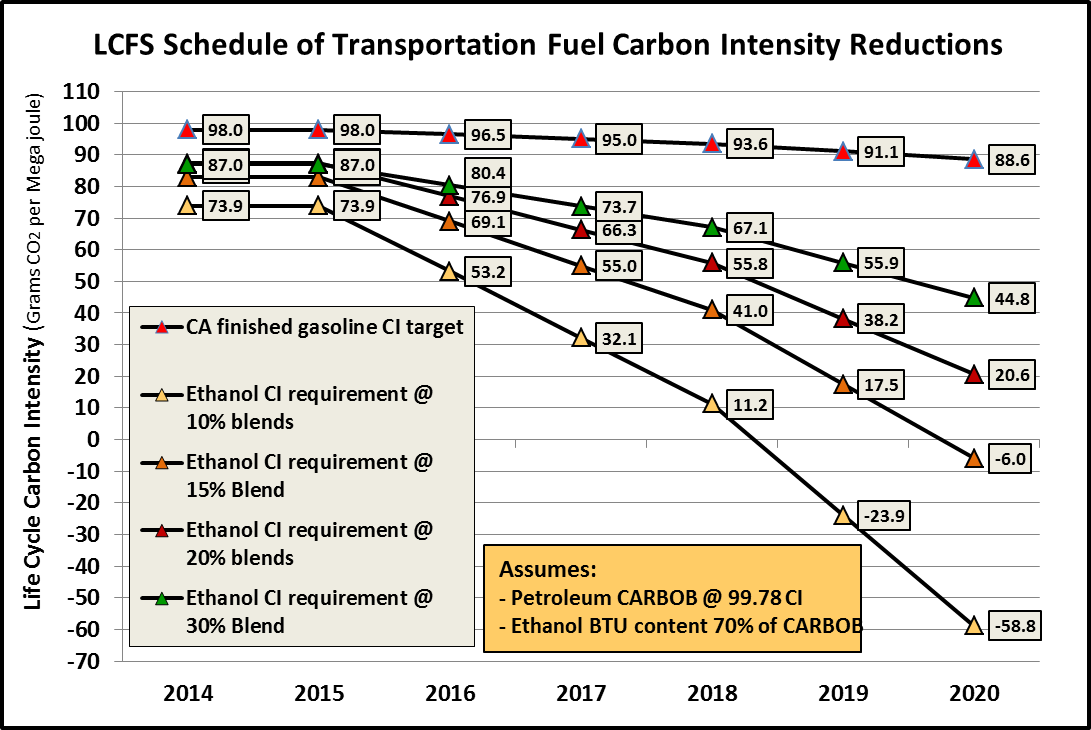 LCFS Schedule of Transportation Fuel Carbon Intensity Reductions
Life Cycle Carbon Intensity (Grams CO2 per Mega joule)
110
100
90
80
70
60
50
40
30
20
10
0
-10
-20
-30
-40
-50
-60
-70
98.0 98.0 96.5 95.0 93.6 91.1 88.6
87.0 87.0 80.4 73.7 67.1 55.9 44.8
76.9 66.3 55.8 38.2 20.6
69.1 55.0 41.0 17.5 -6.0
73.9 73.9 53.2 32.1 11.2 -23.9 -58.8
CA finished gasoline CI target
Ethanol CI requirement @
10% blends
Ethanol CI requirement @
15% Blend
Ethanol CI requirement @
20% blends
Ethanol CI requirement @
30% Blend
Assumes:
- Petroleum CARBOB @ 99.78 CI
- Ethanol BTU content 70% of CARBOB
2014 2015 2016 2017 2018 2019 2020